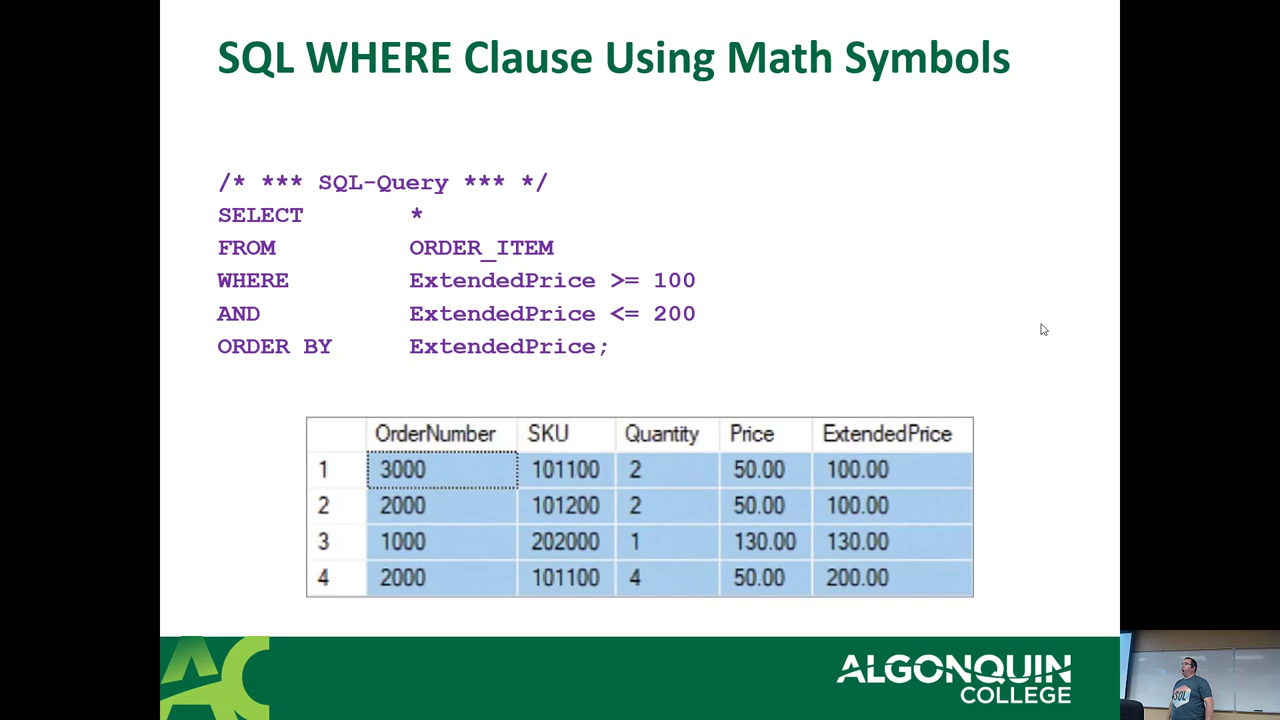 SQL WHERE Clause Using Math Symbols
/* *** SQL-Query *** */
SELECT *
FROM ORDER_ITEM
WHERE ExtendedPrice >= 100
AND ExtendedPrice <= 200
ORDER BY ExtendedPrice;
OrderNumber SKU Quantity Price ExtendedPrice
1 3000 101100 2 50.00 100.00
2 2000 101200 2 50.00 100.00
3 1000 202000 1 130.00 130.00
4 2000 101100 4 50.00 200.00
AC
ALGONQUIN
COLLEGE
SQL